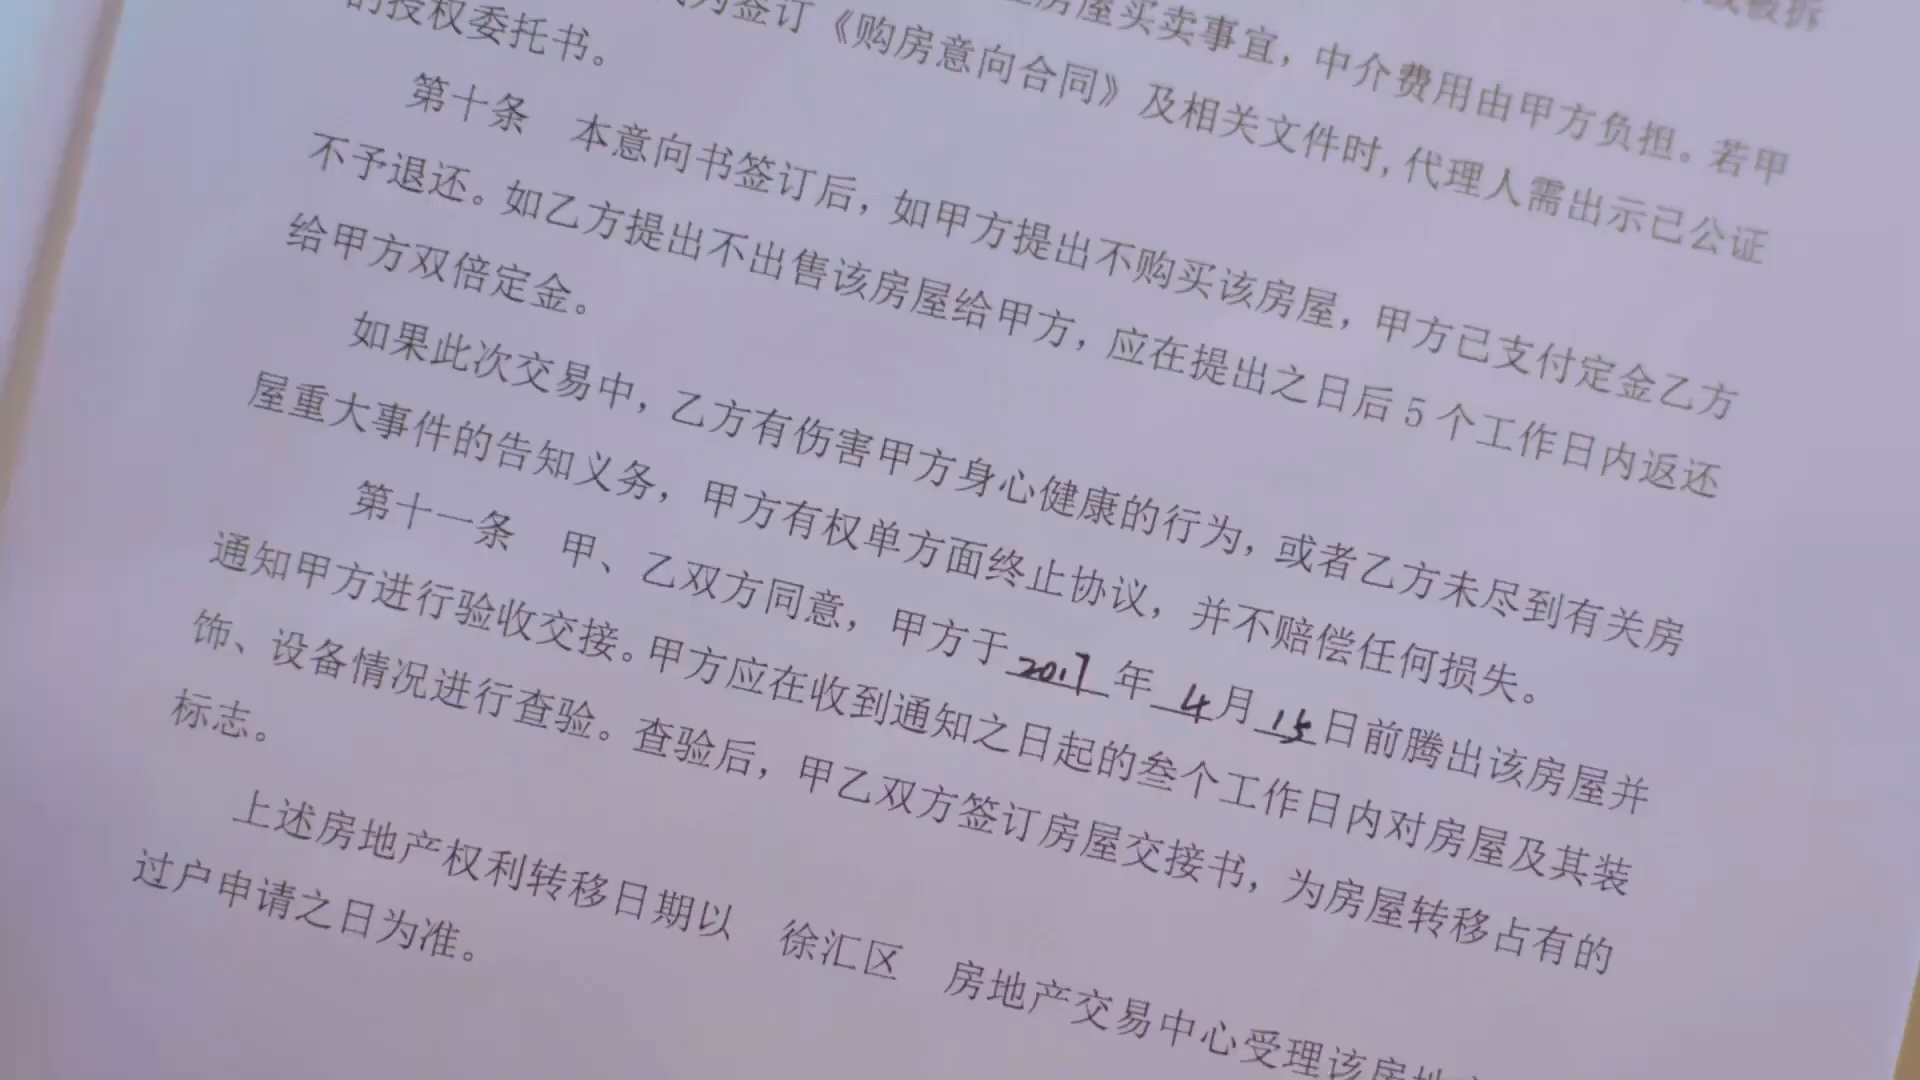 或被拆
房屋买卖事宜，中介费用由甲方负担。若甲
为签订《购房意向合同》及相关文件时,代理人需出示已公证
的授权委托书。
第十条 本意向书签订后，如甲方提出不购买该房屋，甲方已支付定金乙方
不予退还。如乙方提出不出售该房屋给甲方，应在提出之日后5个工作日内返还
给甲方双倍定金。
如果此次交易中，乙方有伤害甲方身心健康的行为，或者乙方未尽到有关房
屋重大事件的告知义务，甲方有权单方面终止协议，并不赔偿任何损失。
第十一条 甲、乙双方同意，甲方于2017年4月15日前腾出该房屋并
通知甲方进行验收交接。甲方应在收到通知之日起的叁个工作日内对房屋及其装
饰、设备情况进行查验。查验后，甲乙双方签订房屋交接书，为房屋转移占有的
标志。
上述房地产权利转移日期以 徐汇区 房地产交易中心受理该房地
过户申请之日为准。